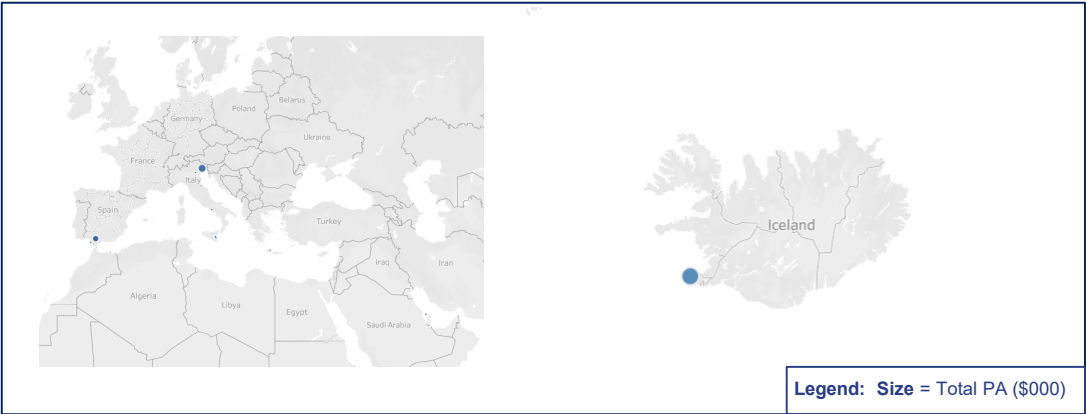 Belarus
Poland
Germany
Ukraine
France
Italy
Spain
Turkey
Iraq
Iran
Algeria
Libya
Egypt
Saudi Arabia
Iceland
Legend: Size = Total PA ($000)